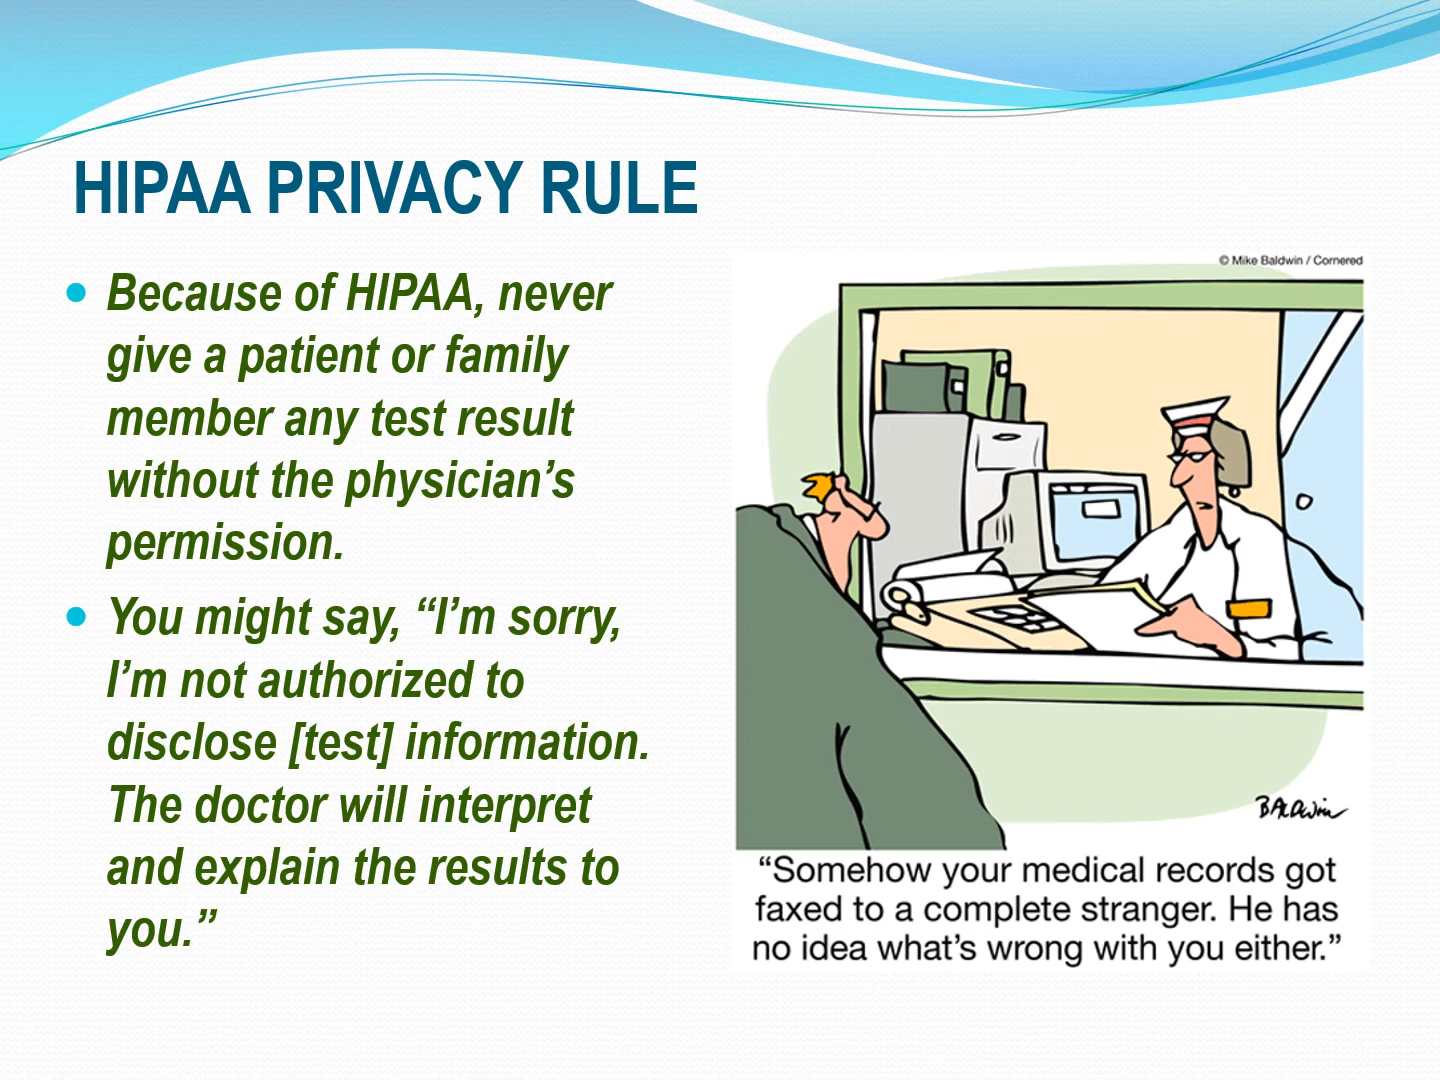 HIPAA PRIVACY RULE
Because of HIPAA, never
give a patient or family
member any test result
without the physician’s
permission.
You might say, “I’m sorry,
I’m not authorized to
disclose [test] information.
The doctor will interpret
and explain the results to
you.”
© Mike Baldwin / Cornered
BALDWIN
“Somehow your medical records got
faxed to a complete stranger. He has
no idea what’s wrong with you either.”